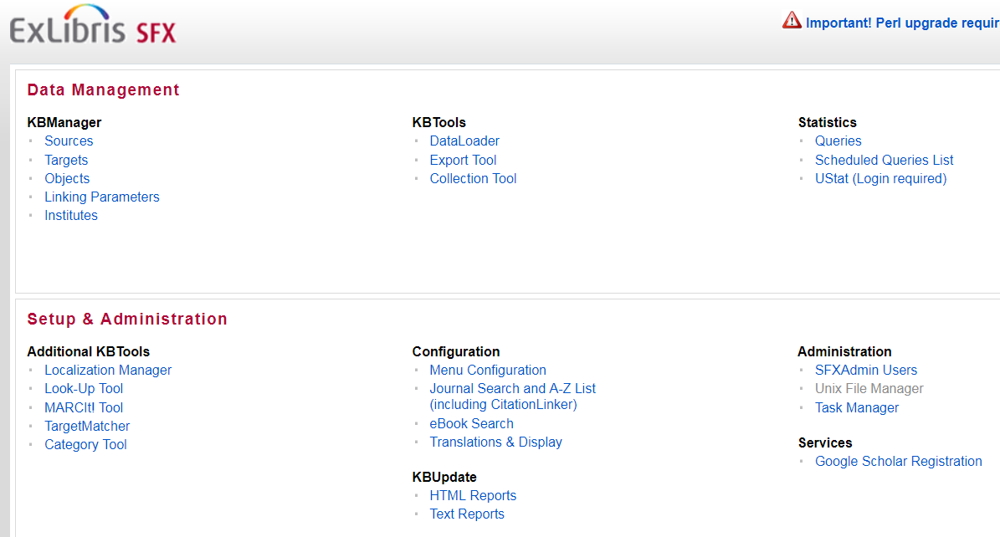 ExLibris SFX
Important! Perl upgrade requir
Data Management
KBManager
Sources
Targets
Objects
Linking Parameters
Institutes
KBTools
DataLoader
Export Tool
Collection Tool
Statistics
Queries
Scheduled Queries List
UStat (Login required)
Setup & Administration
Additional KBTools
Localization Manager
Look-Up Tool
MARCIt! Tool
TargetMatcher
Category Tool
Configuration
Menu Configuration
Journal Search and A-Z List
(including CitationLinker)
eBook Search
Translations & Display
KBUpdate
HTML Reports
Text Reports
Administration
SFXAdmin Users
Unix File Manager
Task Manager
Services
Google Scholar Registration